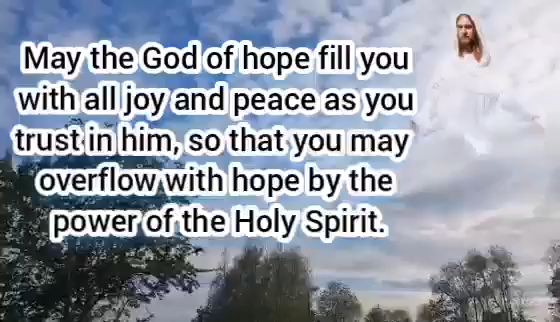 May the God of hope fill you
with all joy and peace as you
trust in him, so that you may
overflow with hope by the
power of the Holy Spirit.